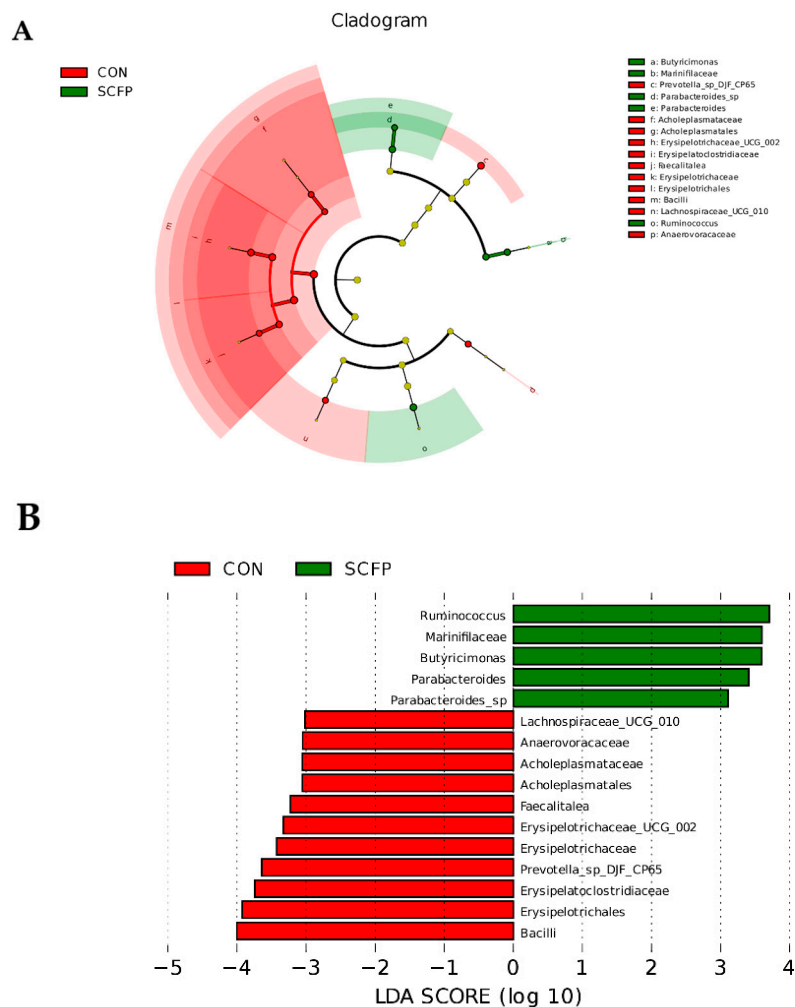 A
Cladogram
CON
SCFP
a: Butyricimonas
b: Marinifilaceae
c: Prevotella_sp_DJF_CP65
d: Parabacteroides_sp
e: Parabacteroides
f: Acholeplasmataceae
g: Acholeplasmatales
h: Erysipelotrichaceae_UCG_002
i: Erysipelatoclostridiaceae
j: Faecalitalea
k: Erysipelotrichaceae
l: Erysipelotrichales
m: Bacilli
n: Lachnospiraceae_UCG_010
o: Ruminococcus
p: Anaerovoracaceae
e
d
c
g
f
m
i
h
l
k
n
o
p
B
CON
SCFP
Ruminococcus
Marinifilaceae
Butyricimonas
Parabacteroides
Parabacteroides_sp
Lachnospiraceae_UCG_010
Anaerovoracaceae
Acholeplasmataceae
Acholeplasmatales
Faecalitalea
Erysipelotrichaceae_UCG_002
Erysipelotrichaceae
Prevotella_sp_DJF_CP65
Erysipelatoclostridiaceae
Erysipelotrichales
Bacilli
−5 −4 −3 −2 −1 0 1 2 3 4
LDA SCORE (log 10)